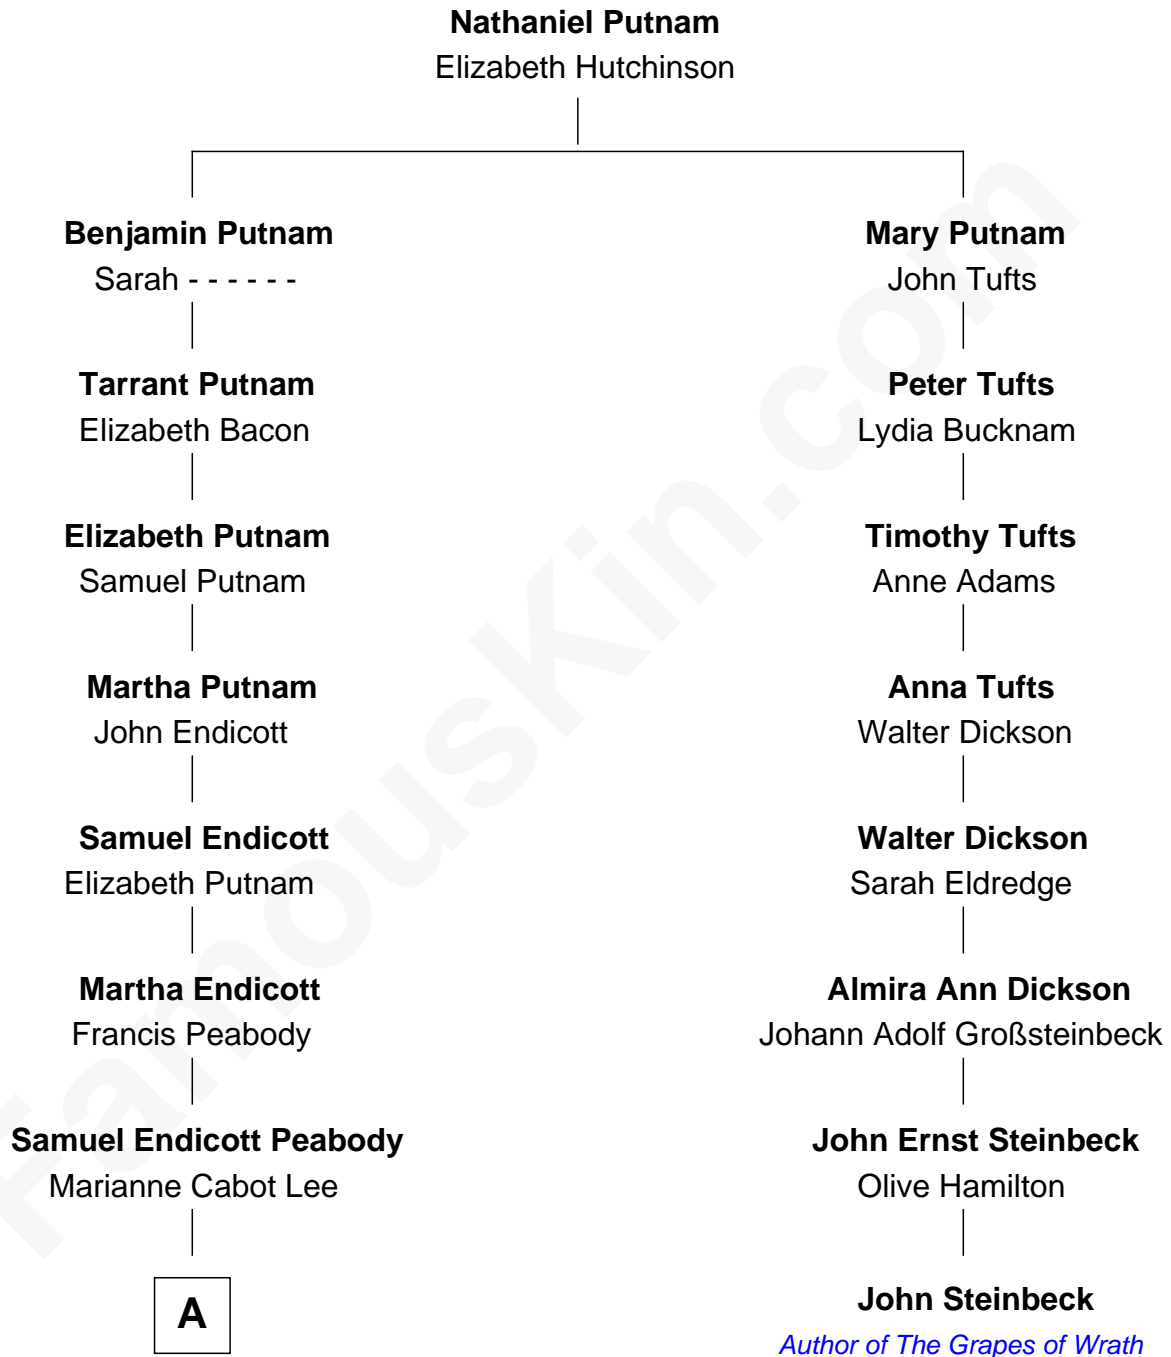 Nathaniel Putnam
Elizabeth Hutchinson
Benjamin Putnam
Sarah - - - - - -
Mary Putnam
John Tufts
Tarrant Putnam
Elizabeth Bacon
Peter Tufts
Lydia Bucknam
Elizabeth Putnam
Samuel Putnam
Timothy Tufts
Anne Adams
Martha Putnam
John Endicott
Anna Tufts
Walter Dickson
Samuel Endicott
Elizabeth Putnam
Walter Dickson
Sarah Eldredge
Martha Endicott
Francis Peabody
Almira Ann Dickson
Johann Adolf Großsteinbeck
Samuel Endicott Peabody
Marianne Cabot Lee
John Ernst Steinbeck
Olive Hamilton
A
John Steinbeck
Author of The Grapes of Wrath
FamousKin.com